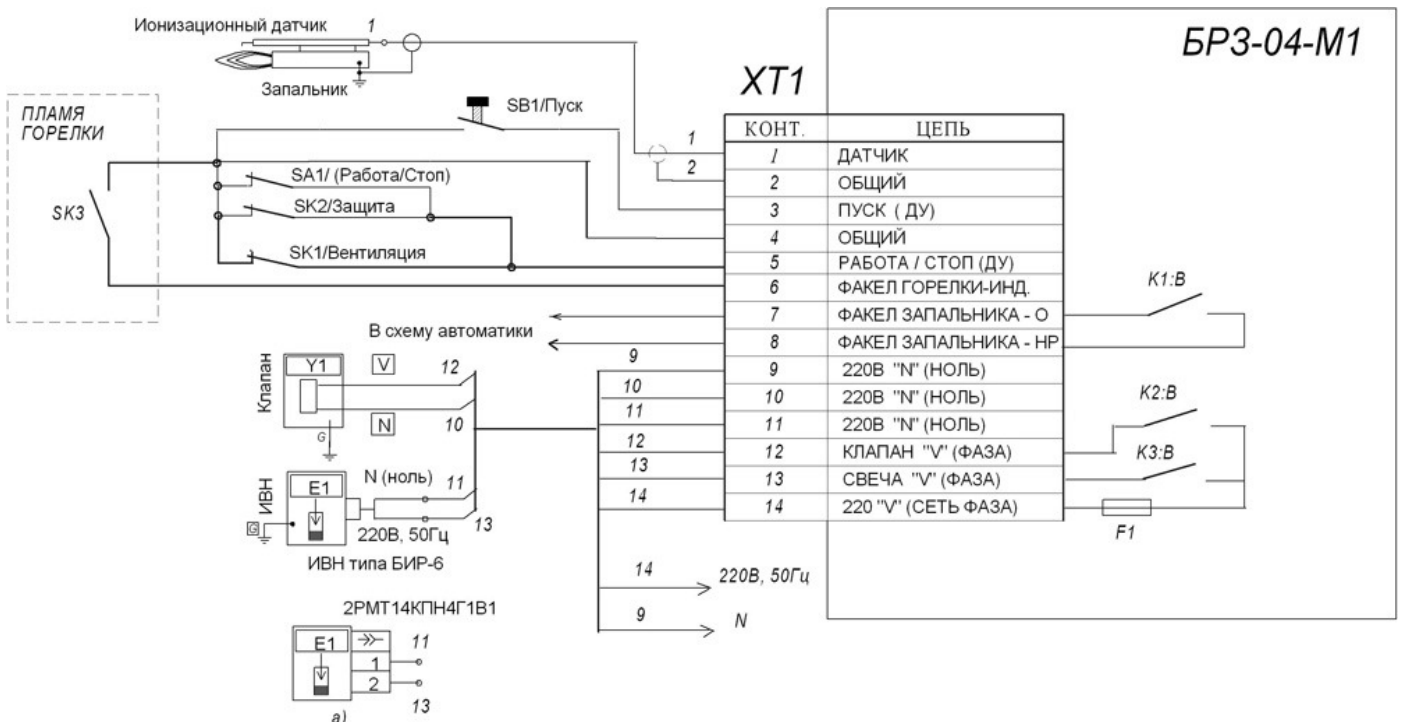 Ионизационный датчик 1
БРЗ-04-М1
Запальник
ХТ1
ПЛАМЯ
ГОРЕЛКИ
SB1/Пуск
SK3
SA1/ (Работа/Стоп)
SK2/Защита
SK1/Вентиляция
1
2
КОНТ. ЦЕПЬ
1 ДАТЧИК
2 ОБЩИЙ
3 ПУСК ( ДУ)
4 ОБЩИЙ
5 РАБОТА / СТОП (ДУ)
6 ФАКЕЛ ГОРЕЛКИ-ИНД.
7 ФАКЕЛ ЗАПАЛЬНИКА - О
8 ФАКЕЛ ЗАПАЛЬНИКА - НР
9 220В "N" (НОЛЬ)
10 220В "N" (НОЛЬ)
11 220В "N" (НОЛЬ)
12 КЛАПАН "V" (ФАЗА)
13 СВЕЧА "V" (ФАЗА)
14 220 "V" (СЕТЬ ФАЗА)
K1:B
K2:B
K3:B
F1
В схему автоматики
9
10
11
12
13
14
Клапан
Y1
V
12
N
10
G
ИВН
E1
N (ноль) 11
G
220В, 50Гц
13
ИВН типа БИР-6
14 220В, 50Гц
9 N
2РМТ14КПН4Г1В1
E1
11
1
2
13
а)